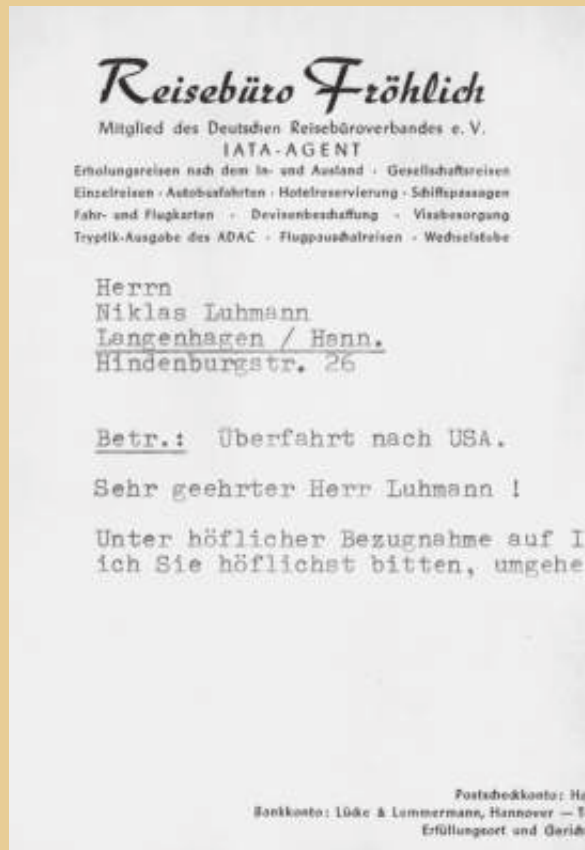 Reisebüro Fröhlich
Mitglied des Deutschen Reisebüroverbandes e. V.
IATA-AGENT
Erholungsreisen nach dem In- und Ausland · Gesellschaftsreisen
Einzelreisen · Autobusfahrten · Hotelreservierung · Schiffspassagen
Fahr- und Flugkarten · Devisenbeschaffung · Visabesorgung
Tryptik-Ausgabe des ADAC · Flugpauschalreisen · Wechselstube
Herrn
Niklas Luhmann
Langenhagen / Hann.
Hindenburgstr. 26
Betr.: Überfahrt nach USA.
Sehr geehrter Herr Luhmann !
Unter höflicher Bezugnahme auf I
ich Sie höflichst bitten, umgehe
Postscheckkonto: Ha
Bankkonto: Lücke & Lemmermann, Hannover — T
Erfüllungsort und Gerich